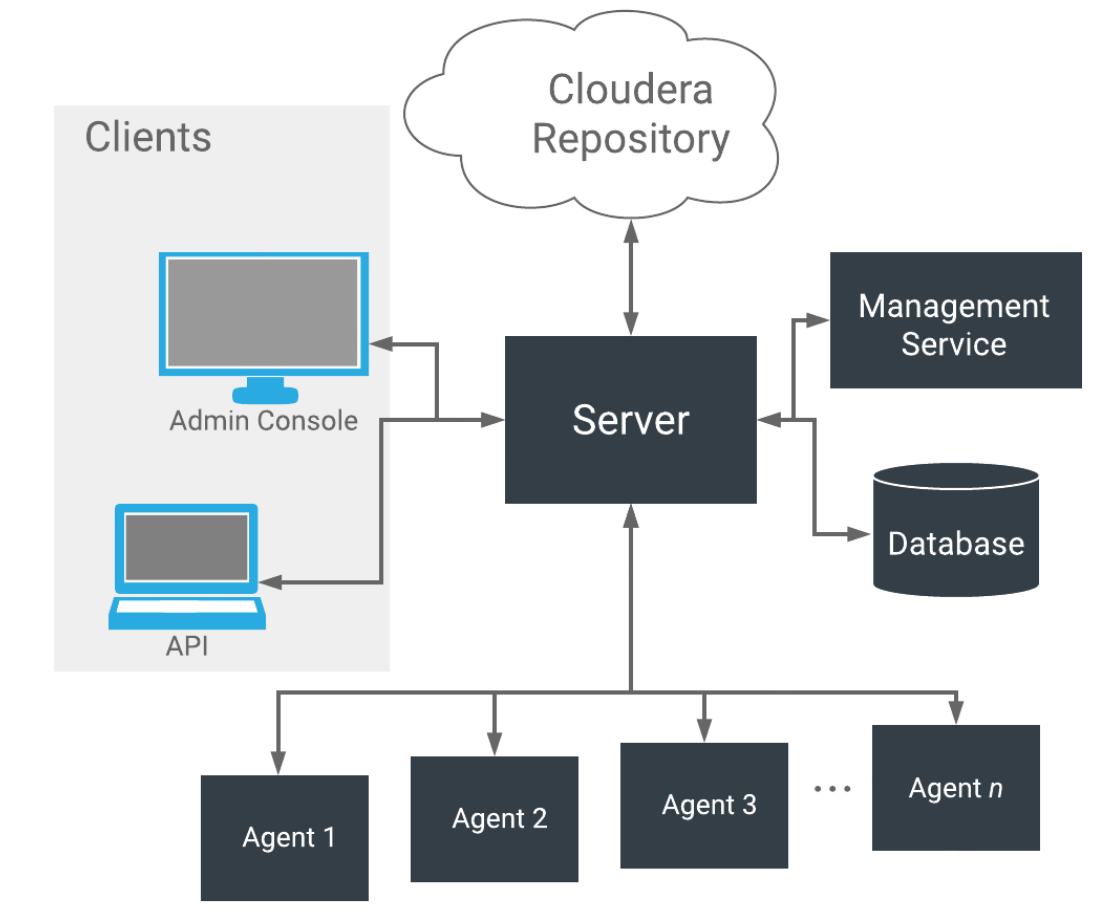 Cloudera
Repository
Clients
Admin Console
API
Server
Management
Service
Database
Agent 1
Agent 2
Agent 3
...
Agent n